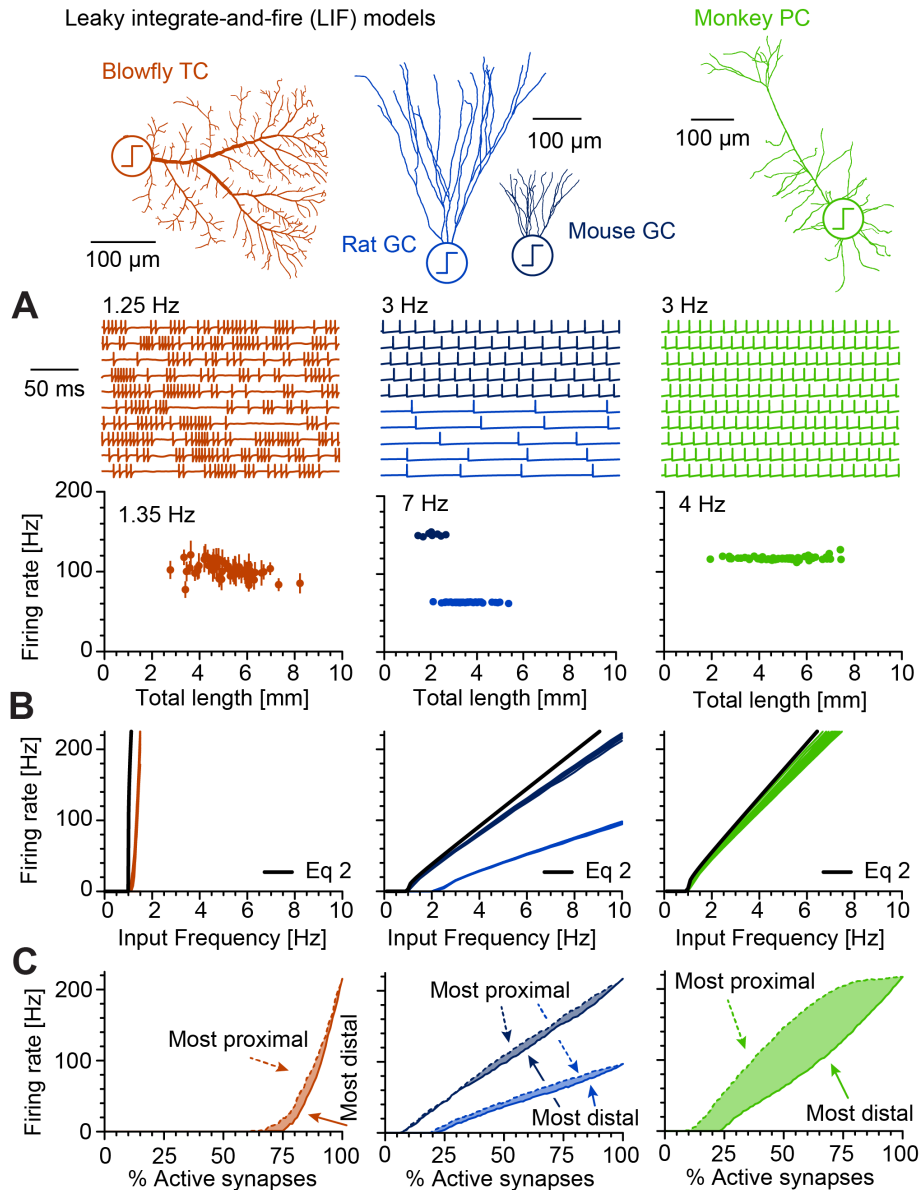 Leaky integrate-and-fire (LIF) models
Monkey PC
Blowfly TC
100 µm
100 µm
Rat GC
Mouse GC
100 µm
A
1.25 Hz
3 Hz
3 Hz
50 ms
200
100
0
Firing rate [Hz]
1.35 Hz
7 Hz
4 Hz
0 2 4 6 8 10
0 2 4 6 8 10
0 2 4 6 8 10
Total length [mm]
Total length [mm]
Total length [mm]
B
200
100
0
Firing rate [Hz]
Eq 2
Eq 2
Eq 2
0 2 4 6 8 10
0 2 4 6 8 10
0 2 4 6 8 10
Input Frequency [Hz]
Input Frequency [Hz]
Input Frequency [Hz]
C
200
100
0
Firing rate [Hz]
Most proximal
Most distal
Most proximal
Most distal
Most proximal
Most distal
0 25 50 75 100
0 25 50 75 100
0 25 50 75 100
% Active synapses
% Active synapses
% Active synapses